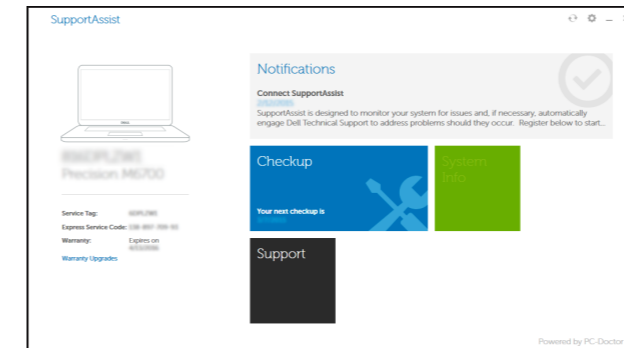 SupportAssist
Notifications
Connect SupportAssist
SupportAssist is designed to monitor your system for issues and, if necessary, automatically
engage Dell Technical Support to address problems should they occur. Register below to start...
Precision M6700
Checkup
System
Info
Service Tag:
Express Service Code:
Warranty: Expires on
Warranty Upgrades
Your next checkup is
Support
Powered by PC-Doctor